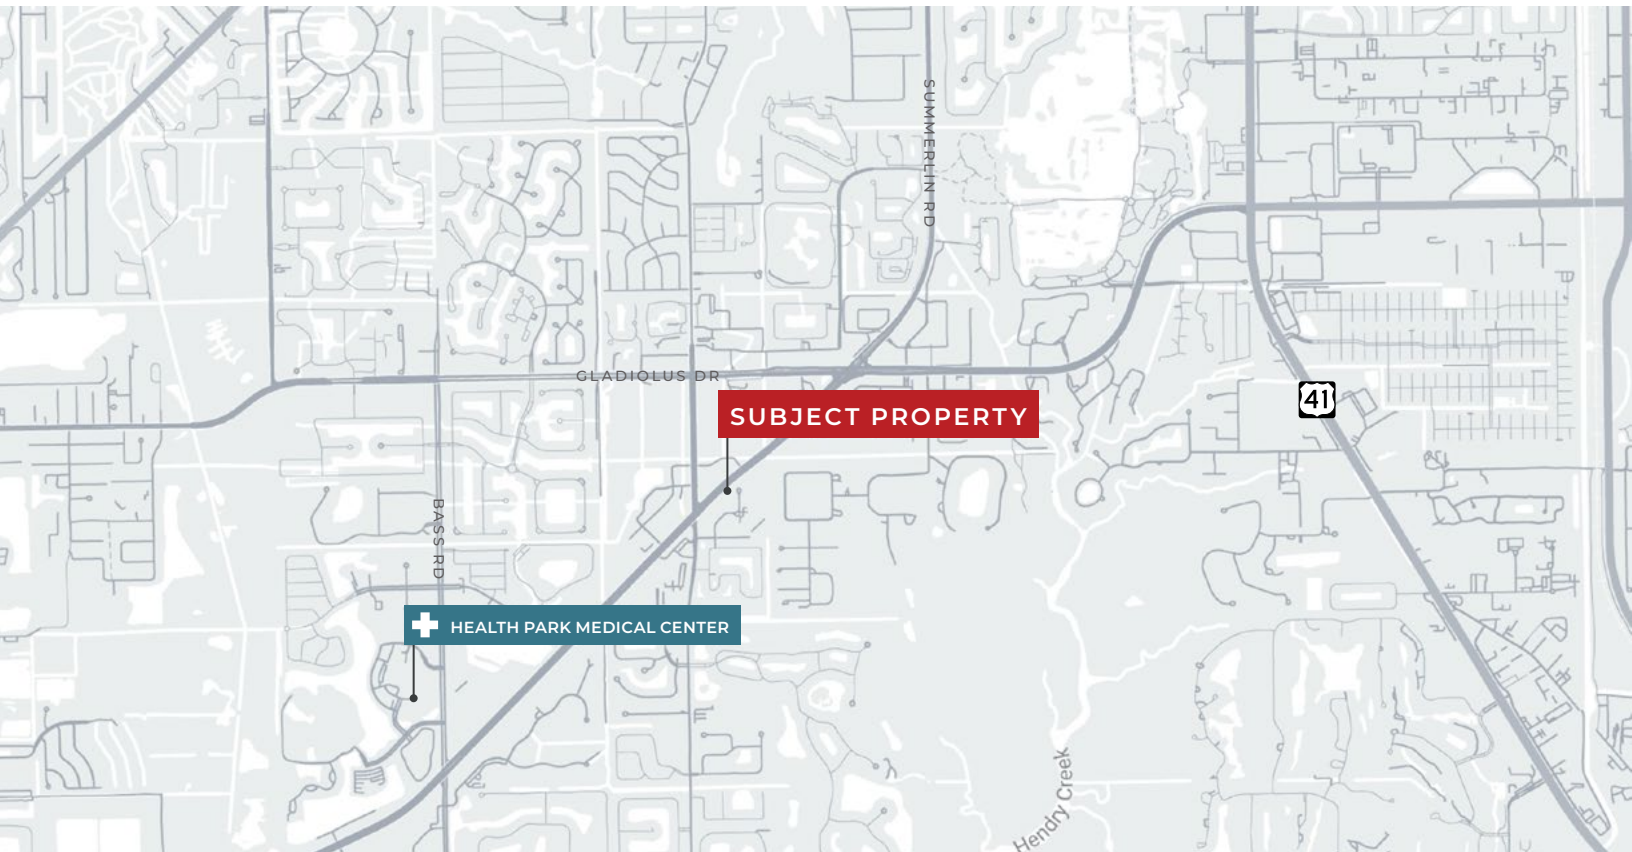 SUMMERLIN RD
GLADIOLUS DR
SUBJECT PROPERTY
41
BASS RD
HEALTH PARK MEDICAL CENTER
Hendry Creek